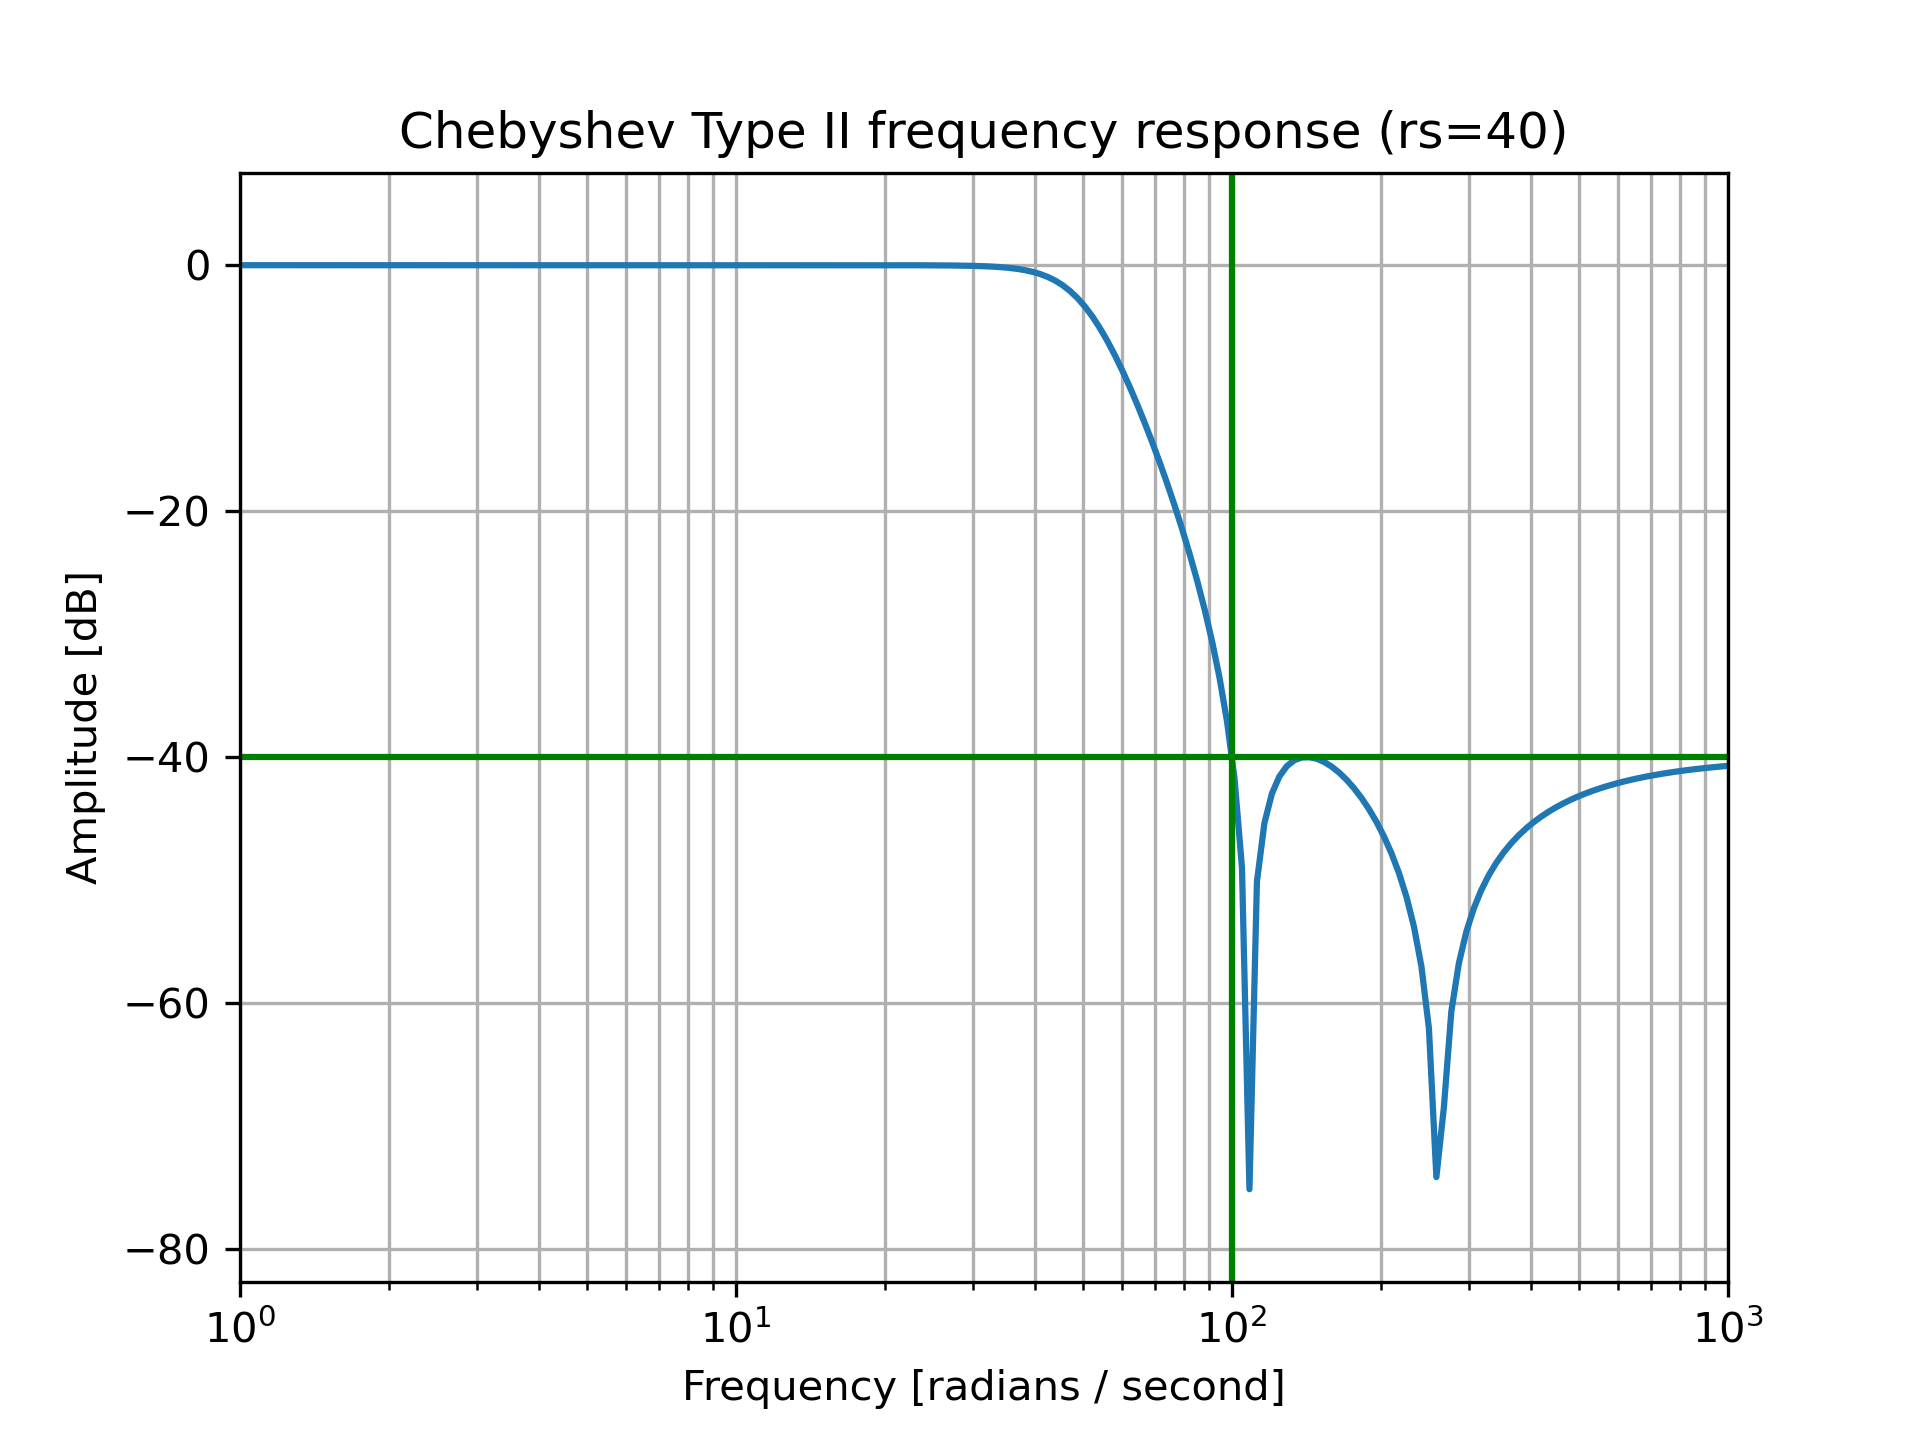 Chebyshev Type II frequency response (rs=40)
0
−20
−40
−60
−80
Amplitude [dB]
10⁰ 10¹ 10² 10³
Frequency [radians / second]